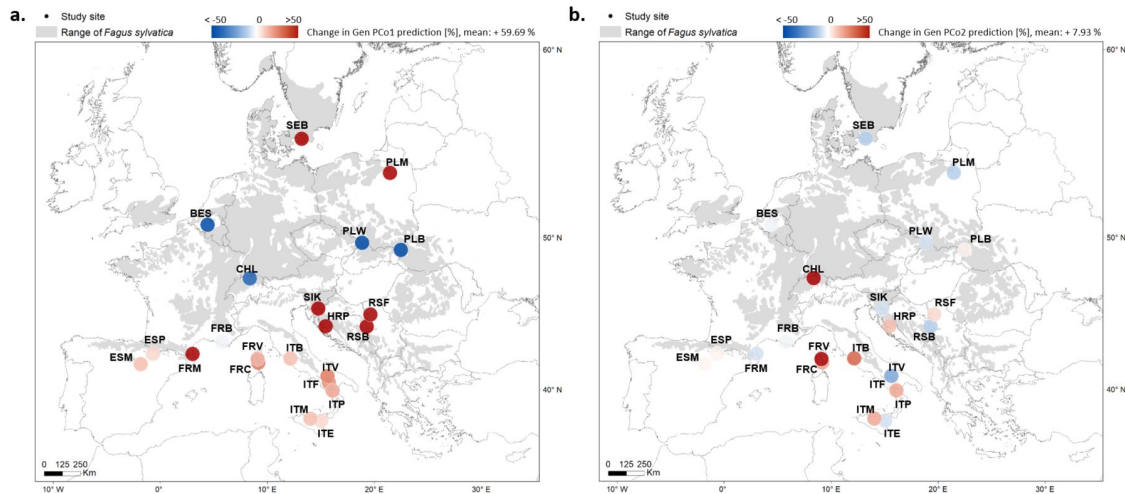 a.
• Study site
Range of Fagus sylvatica
< -50 0 >50
Change in Gen PCo1 prediction [%], mean: + 59.69 %
60° N
SEB
PLM
BES
PLW
PLB
50° N
CHL
SIK
RSF
HRP
FRB
RSB
ESP
FRV
ITB
ESM
FRM
FRC
ITV
ITF
40° N
ITP
ITM
ITE
0 125 250
Km
10° W 0° 10° E 20° E 30° E
b.
• Study site
Range of Fagus sylvatica
< -50 0 >50
Change in Gen PCo2 prediction [%], mean: + 7.93 %
60° N
SEB
PLM
BES
PLW
PLB
50° N
CHL
SIK
RSF
HRP
FRB
RSB
ESP
FRV
ITB
ESM
FRM
FRC
ITV
ITF
40° N
ITP
ITM
ITE
0 125 250
Km
10° W 0° 10° E 20° E 30° E